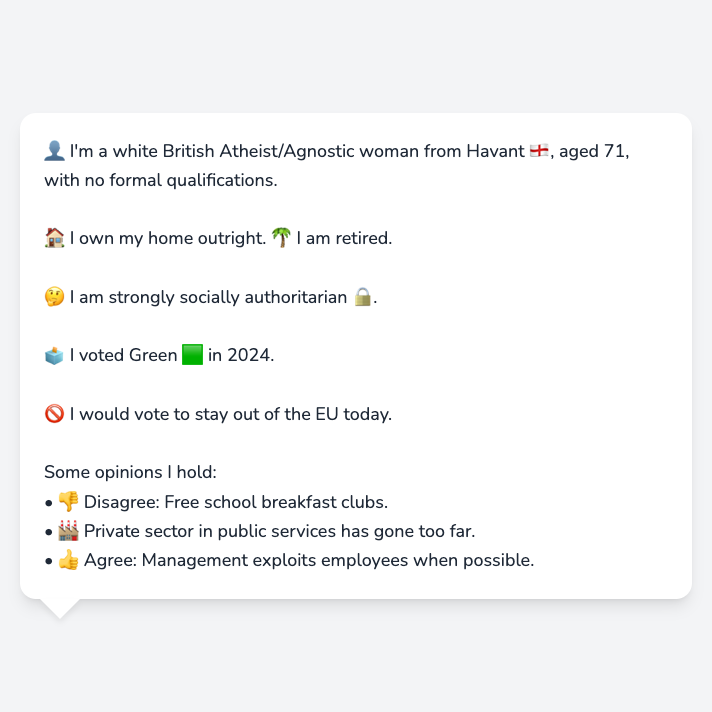 👤 I'm a white British Atheist/Agnostic woman from Havant 🏴󠁧󠁢󠁥󠁮󠁧󠁿, aged 71,
with no formal qualifications.
🏠 I own my home outright. 🌴 I am retired.
🤔 I am strongly socially authoritarian 🔒.
🗳️ I voted Green 🟩 in 2024.
🚫 I would vote to stay out of the EU today.
Some opinions I hold:
• 👎 Disagree: Free school breakfast clubs.
• 🏭 Private sector in public services has gone too far.
• 👍 Agree: Management exploits employees when possible.